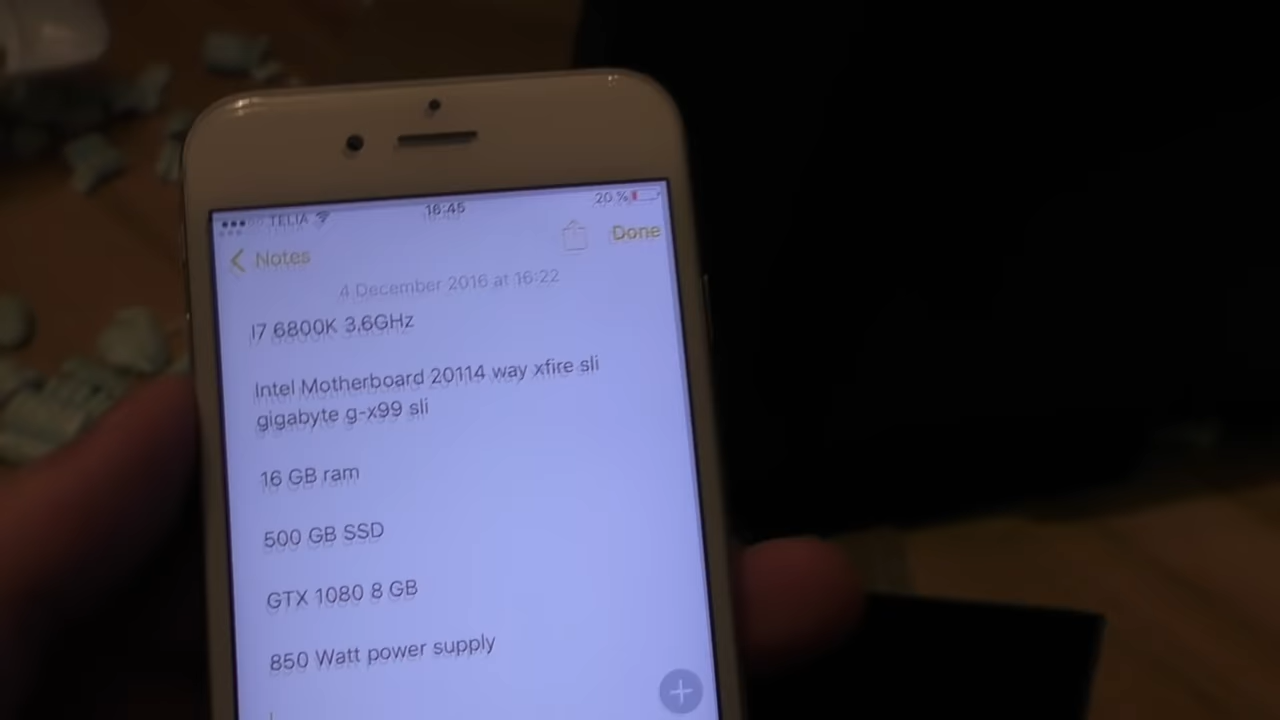 TELIA 16:45 20 %
Notes Done
4 December 2016 at 16:22
I7 6800K 3.6GHz
Intel Motherboard 20114 way xfire sli
gigabyte g-x99 sli
16 GB ram
500 GB SSD
GTX 1080 8 GB
850 Watt power supply